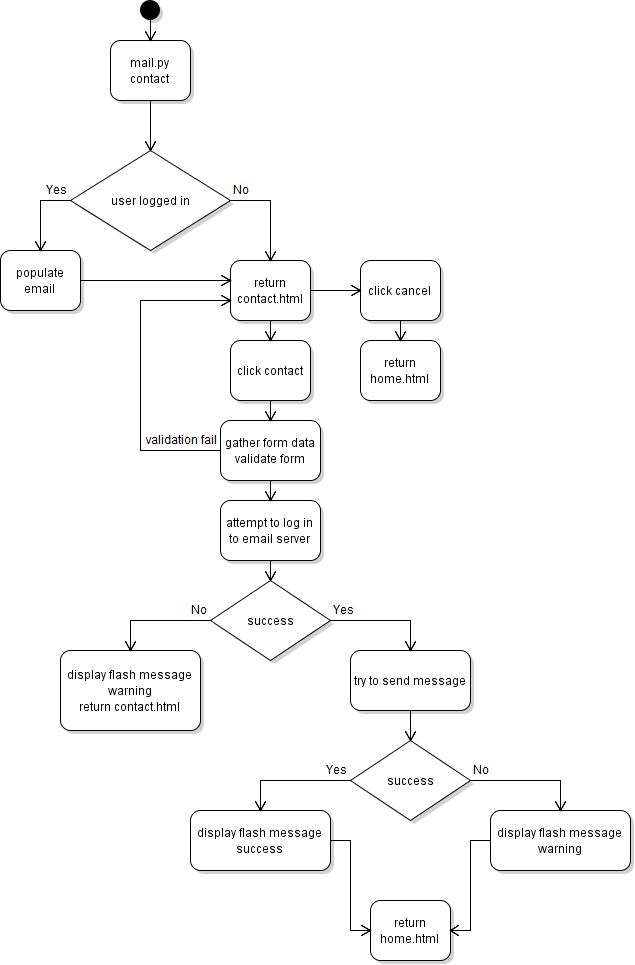 mail.py
contact
Yes
user logged in
No
populate
email
return
contact.html
click cancel
click contact
return
home.html
validation fail
gather form data
validate form
attempt to log in
to email server
No
success
Yes
display flash message
warning
return contact.html
try to send message
Yes
success
No
display flash message
success
display flash message
warning
return
home.html